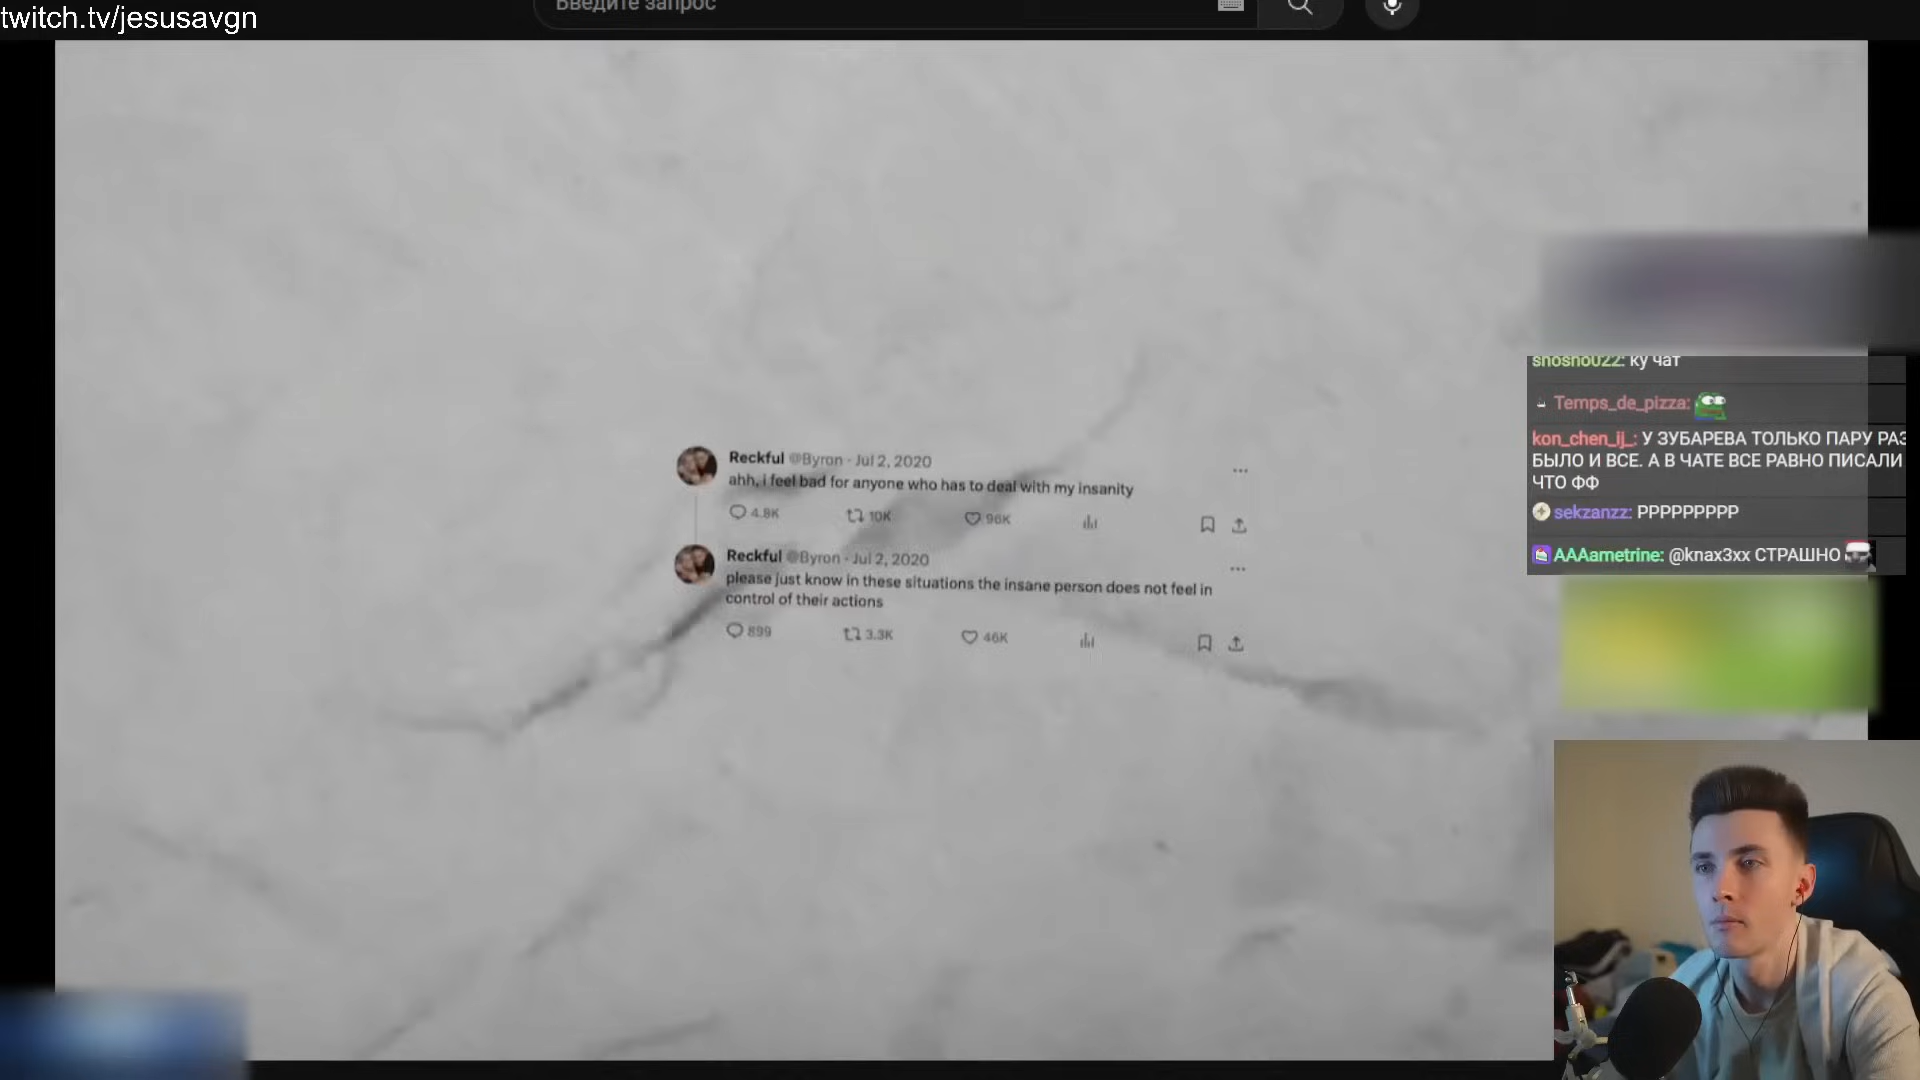 twitch.tv/jesusavgn
Введите запрос
Reckful @Byron · Jul 2, 2020
ahh, i feel bad for anyone who has to deal with my insanity
4.8K 10K 96K
Reckful @Byron · Jul 2, 2020
please just know in these situations the insane person does not feel in
control of their actions
899 3.3K 46K
shosho022: ку чат
Temps_de_pizza:
kon_chen_ij_: У ЗУБАРЕВА ТОЛЬКО ПАРУ РАЗ
БЫЛО И ВСЕ. А В ЧАТЕ ВСЕ РАВНО ПИСАЛИ
ЧТО ФФ
sekzanzz: РРРРРРРРР
AAAametrine: @knax3xx СТРАШНО